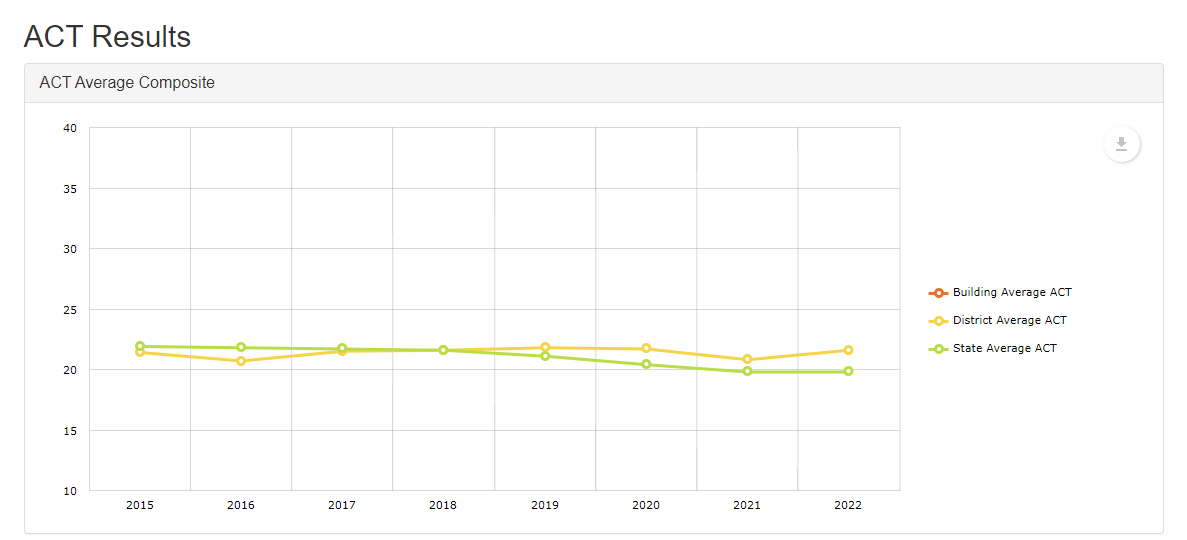 ACT Results
ACT Average Composite
40
35
30
25
20
15
10
2015 2016 2017 2018 2019 2020 2021 2022
Building Average ACT
District Average ACT
State Average ACT